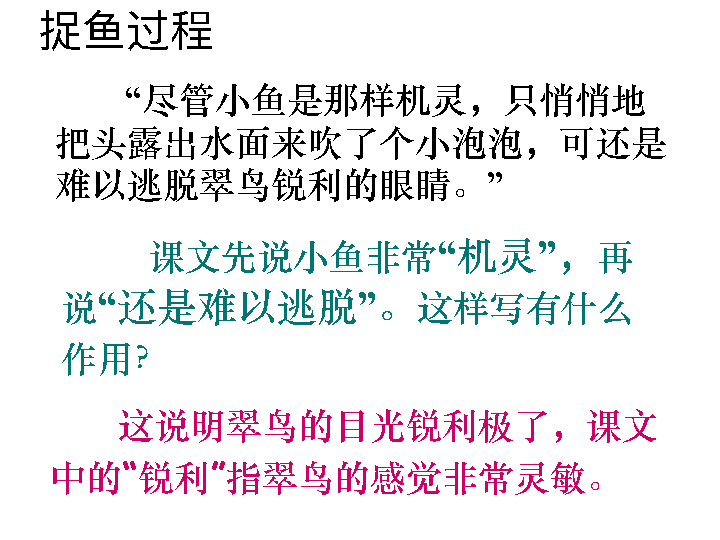 捉鱼过程
“尽管小鱼是那样机灵，只悄悄地
把头露出水面来吹了个小泡泡，可还是
难以逃脱翠鸟锐利的眼睛。”
课文先说小鱼非常“机灵”，再
说“还是难以逃脱”。这样写有什么
作用?
这说明翠鸟的目光锐利极了，课文
中的“锐利”指翠鸟的感觉非常灵敏。